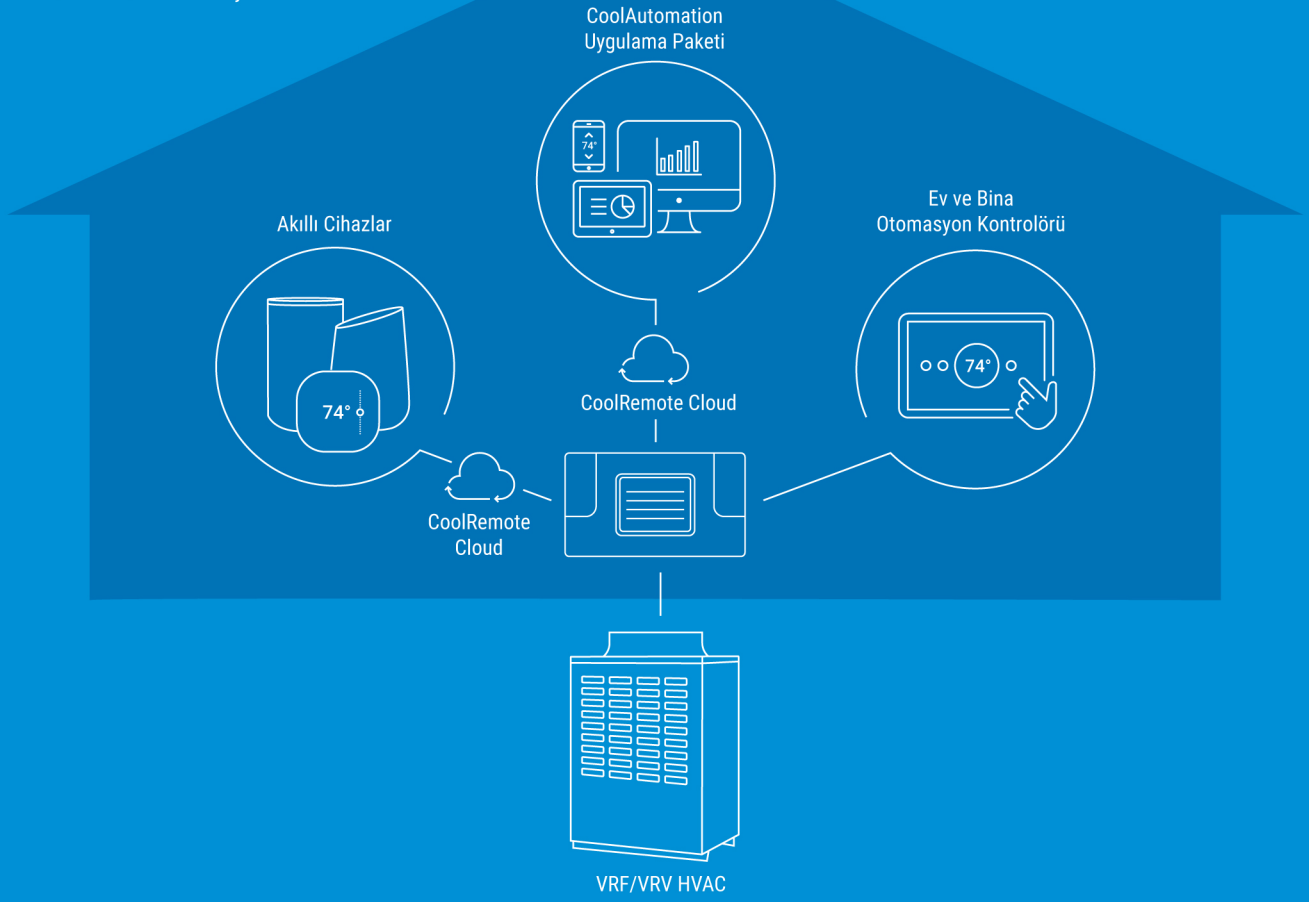 CoolAutomation
Uygulama Paketi
74°
Ev ve Bina
Otomasyon Kontrolörü
Akıllı Cihazlar
74°
74°
CoolRemote Cloud
CoolRemote
Cloud
VRF/VRV HVAC